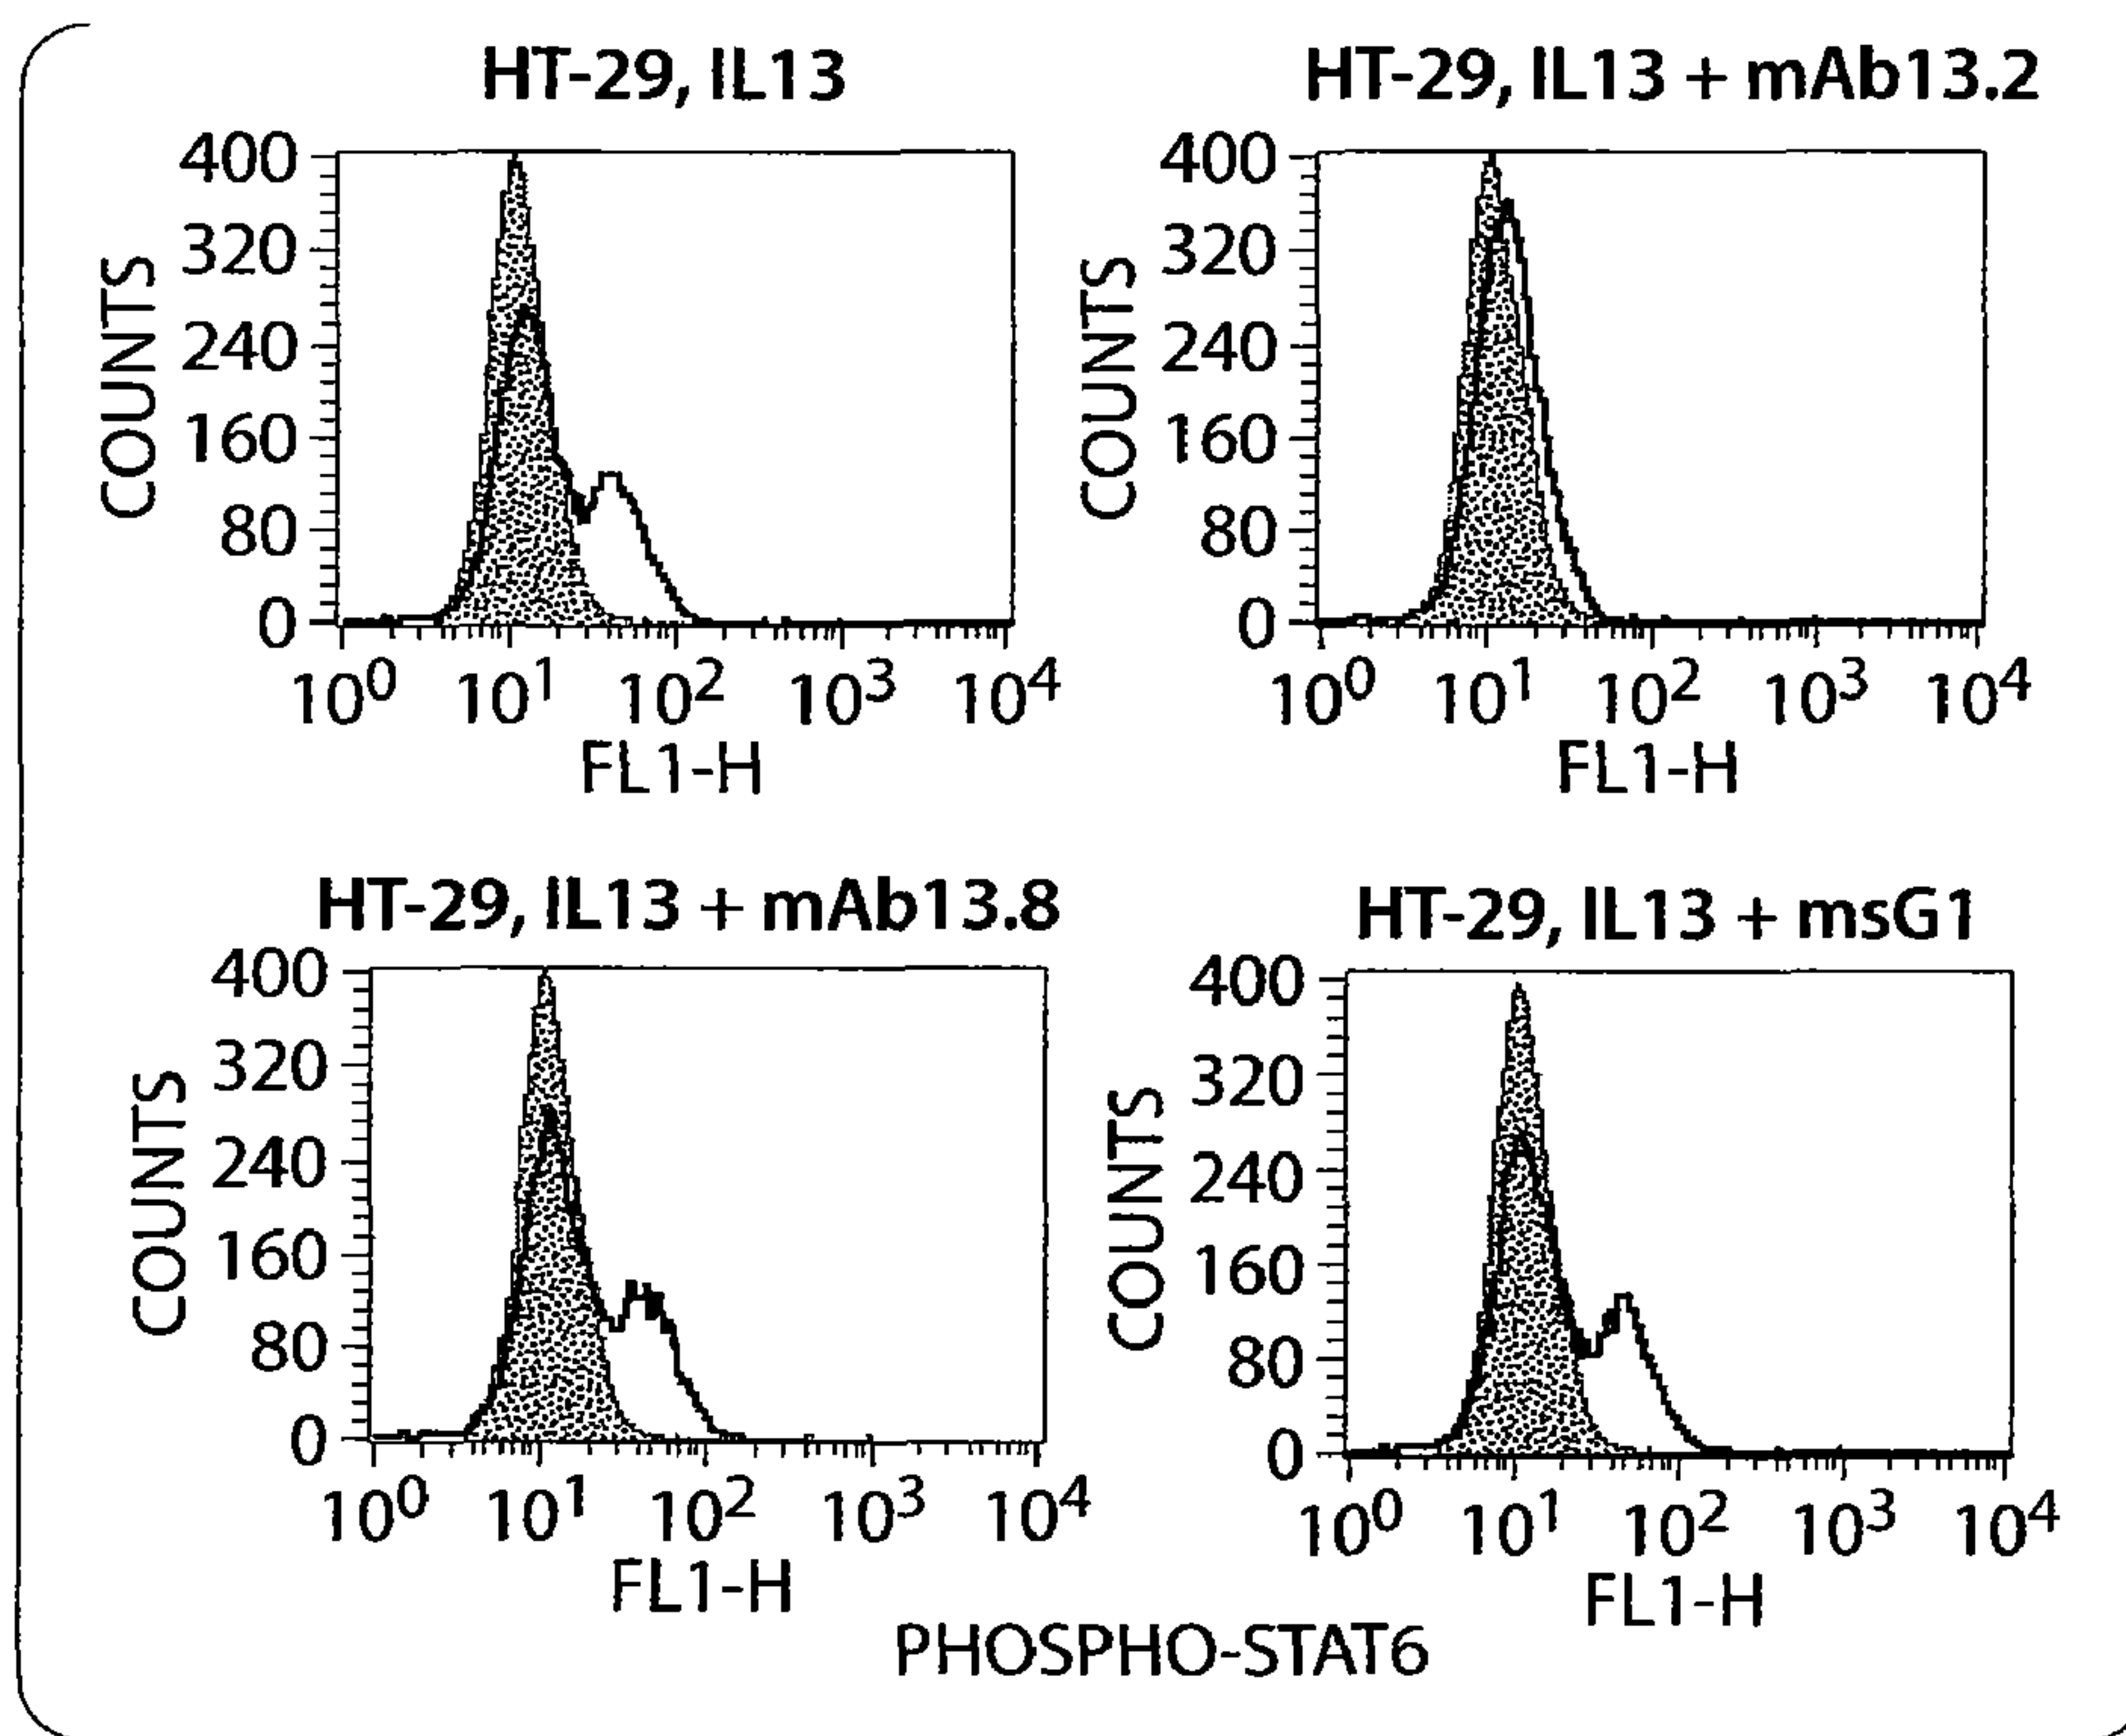 HT-29, IL13
COUNTS
400
320
240
160
80
0
10^0 10^1 10^2 10^3 10^4
FL1-H
HT-29, IL13 + mAb13.2
COUNTS
400
320
240
160
80
0
10^0 10^1 10^2 10^3 10^4
FL1-H
HT-29, IL13 + mAb13.8
COUNTS
400
320
240
160
80
0
10^0 10^1 10^2 10^3 10^4
FL1-H
HT-29, IL13 + msG1
COUNTS
400
320
240
160
80
0
10^0 10^1 10^2 10^3 10^4
FL1-H
PHOSPHO-STAT6